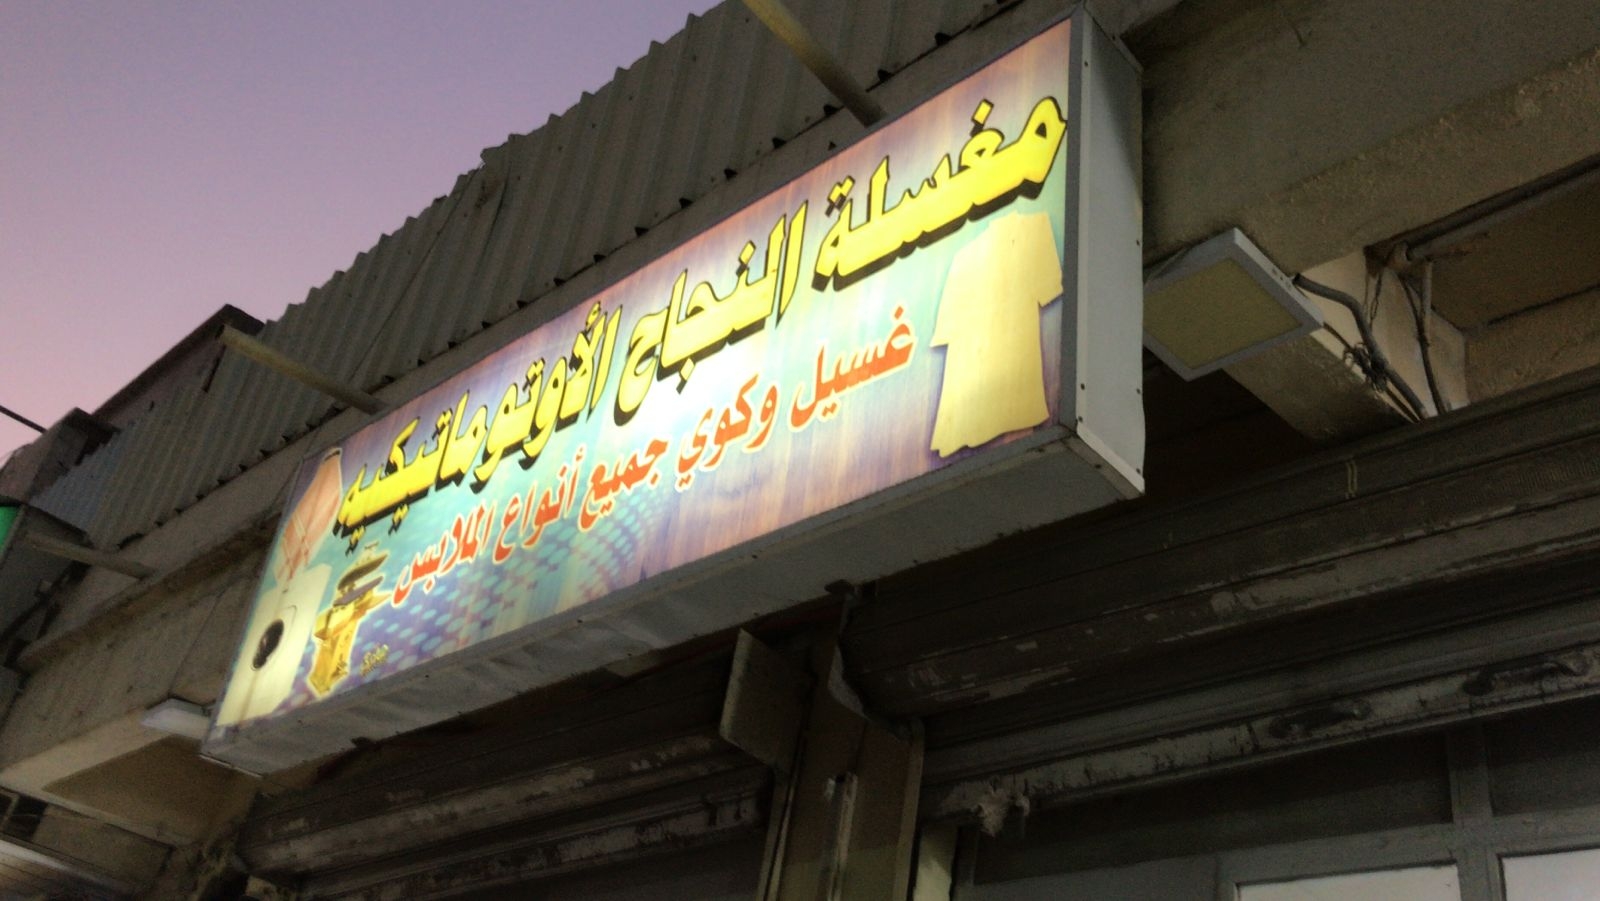 مغسلة النجاح الأوتوماتيكيه
غسيل وكوي جميع أنواع الملابس